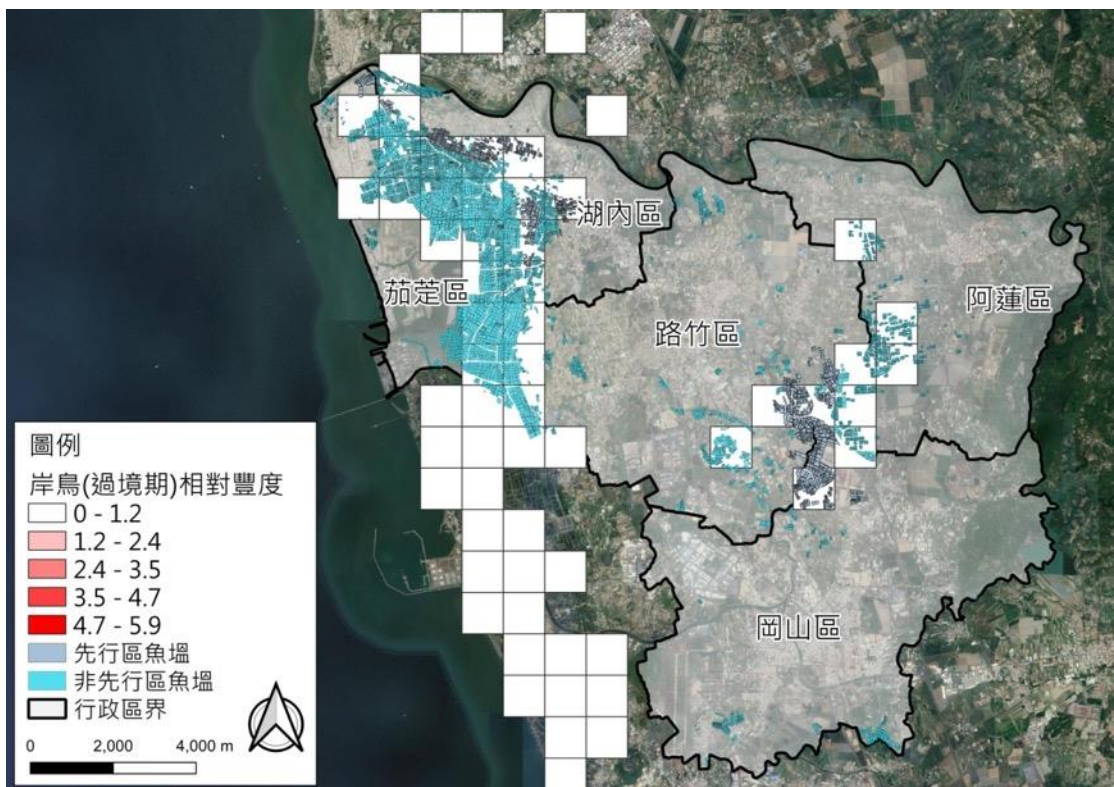 湖內區
茄萣區
路竹區
阿蓮區
岡山區
圖例
岸鳥(過境期)相對豐度
0 - 1.2
1.2 - 2.4
2.4 - 3.5
3.5 - 4.7
4.7 - 5.9
先行區魚塭
非先行區魚塭
行政區界
0 2,000 4,000 m